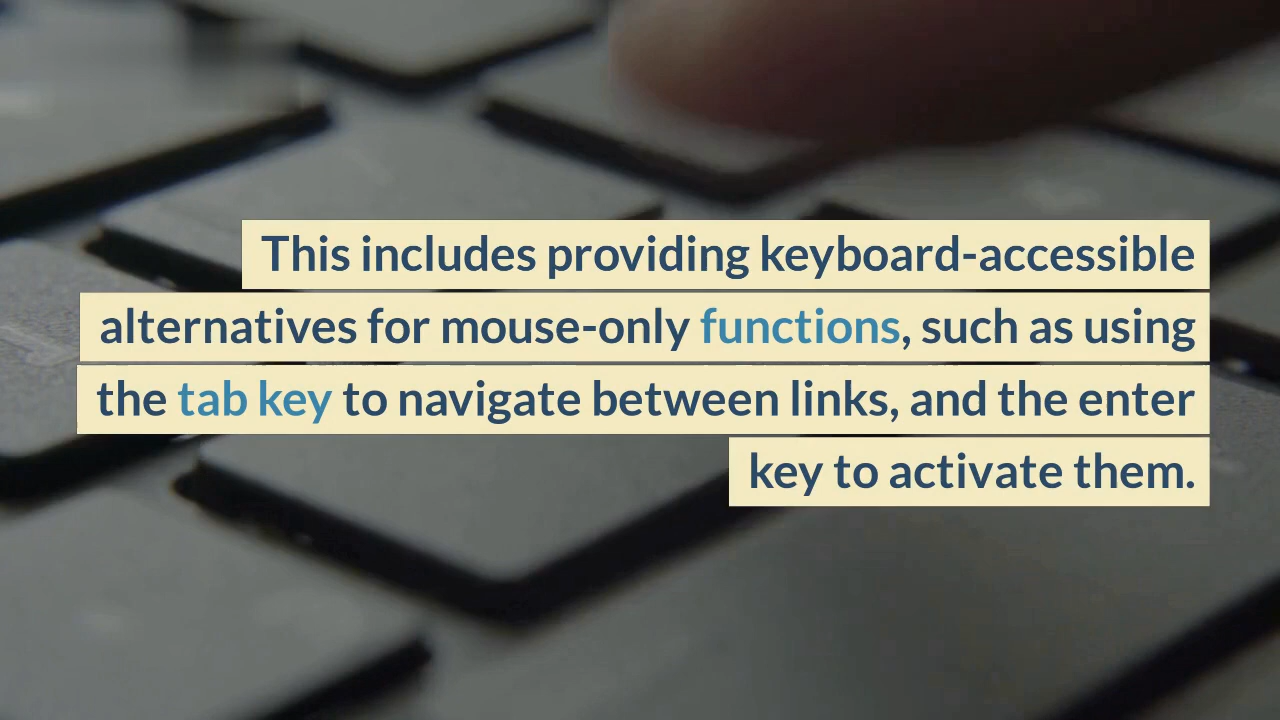 This includes providing keyboard-accessible
alternatives for mouse-only functions, such as using
the tab key to navigate between links, and the enter
key to activate them.